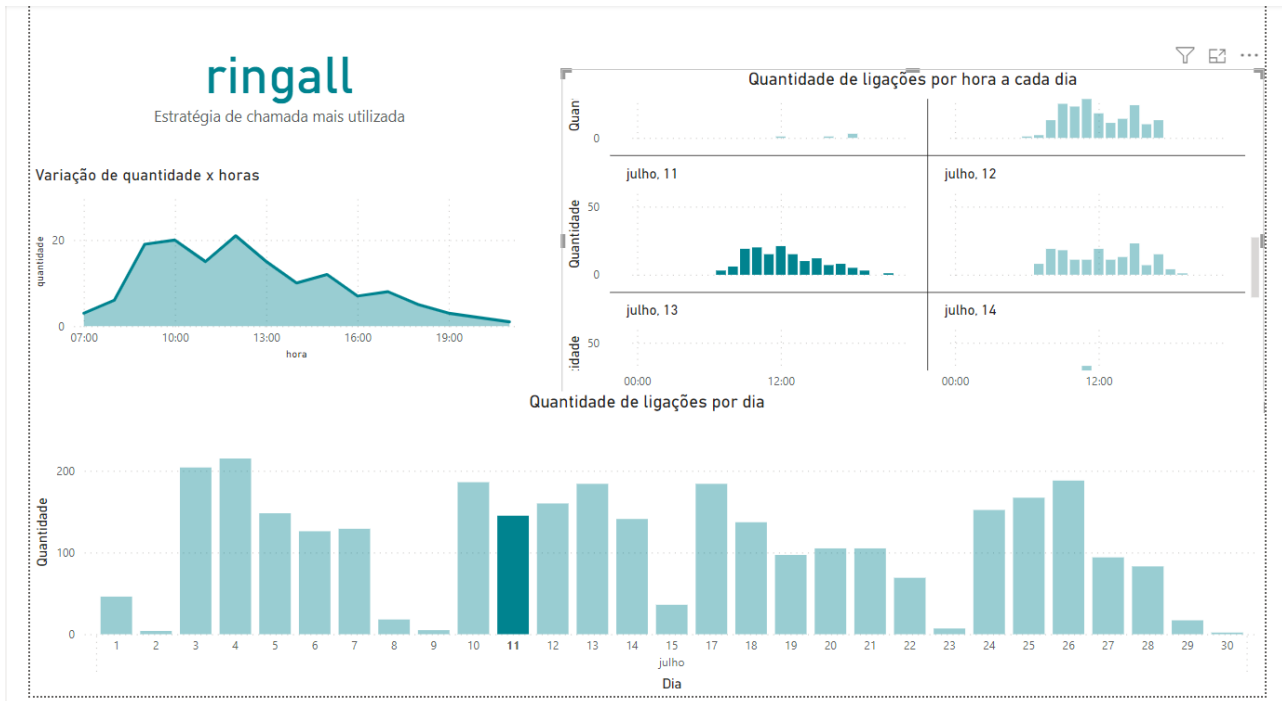 ringall
Estratégia de chamada mais utilizada
Variação de quantidade x horas
quantidade
20
0
07:00 10:00 13:00 16:00 19:00
hora
Quantidade de ligações por hora a cada dia
Quan
0
julho, 11 julho, 12
Quantidade
50
0
julho, 13 julho, 14
idade
50
00:00 12:00 00:00 12:00
Quantidade de ligações por dia
Quantidade
200
100
0
1 2 3 4 5 6 7 8 9 10 11 12 13 14 15 16 17 18 19 20 21 22 23 24 25 26 27 28 29 30
julho
Dia